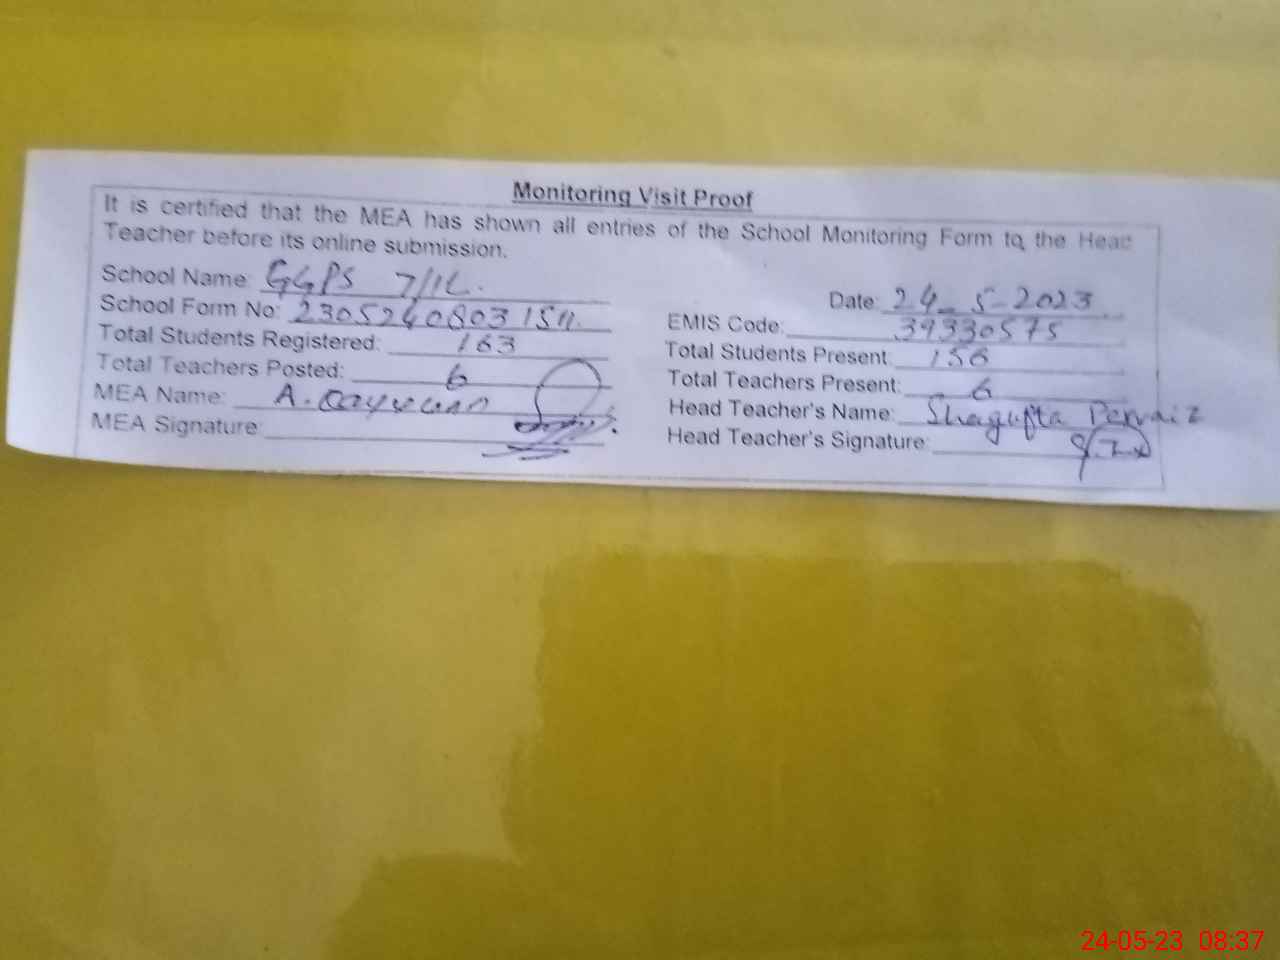 Monitoring Visit Proof
It is certified that the MEA has shown all entries of the School Monitoring Form to the Head
Teacher before its online submission.
School Name: GGPS 7/1L.
Date: 24-5-2023
School Form No: 230524080315
EMIS Code: 39330575
Total Students Registered: 163
Total Students Present: 156
Total Teachers Posted: 6
Total Teachers Present: 6
MEA Name: A. Qayyum
Head Teacher's Name: Shagufta Pervaiz
MEA Signature:
Head Teacher's Signature:
24-05-23 08:37